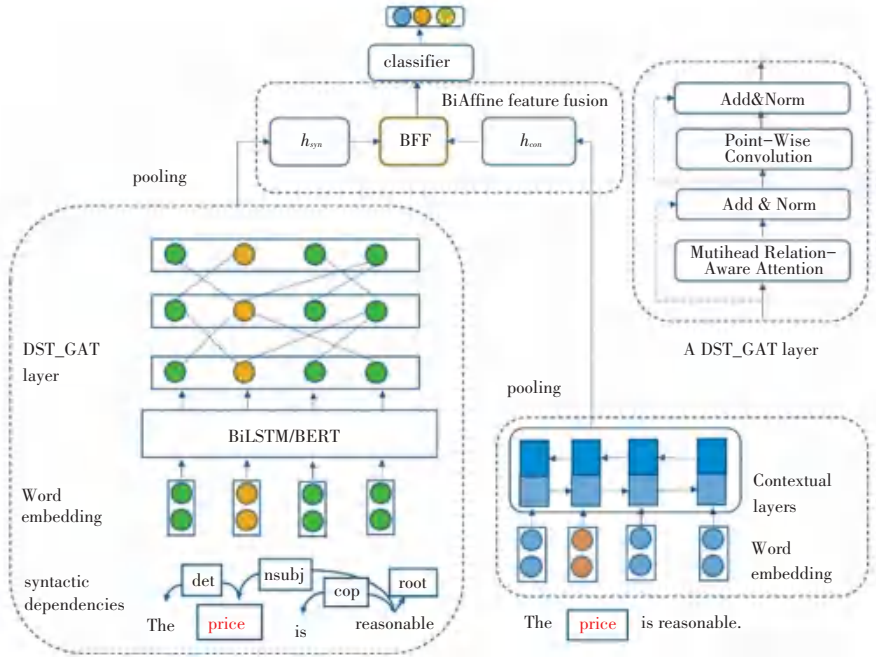 classifier
BiAffine feature fusion
h_syn
BFF
h_con
pooling
Add&Norm
Point-Wise
Convolution
Add & Norm
Mutihead Relation-
Aware Attention
A DST_GAT layer
DST_GAT
layer
BiLSTM/BERT
Word
embedding
syntactic
dependencies
det
nsubj
cop
root
The price is reasonable
pooling
Contextual
layers
Word
embedding
The price is reasonable.